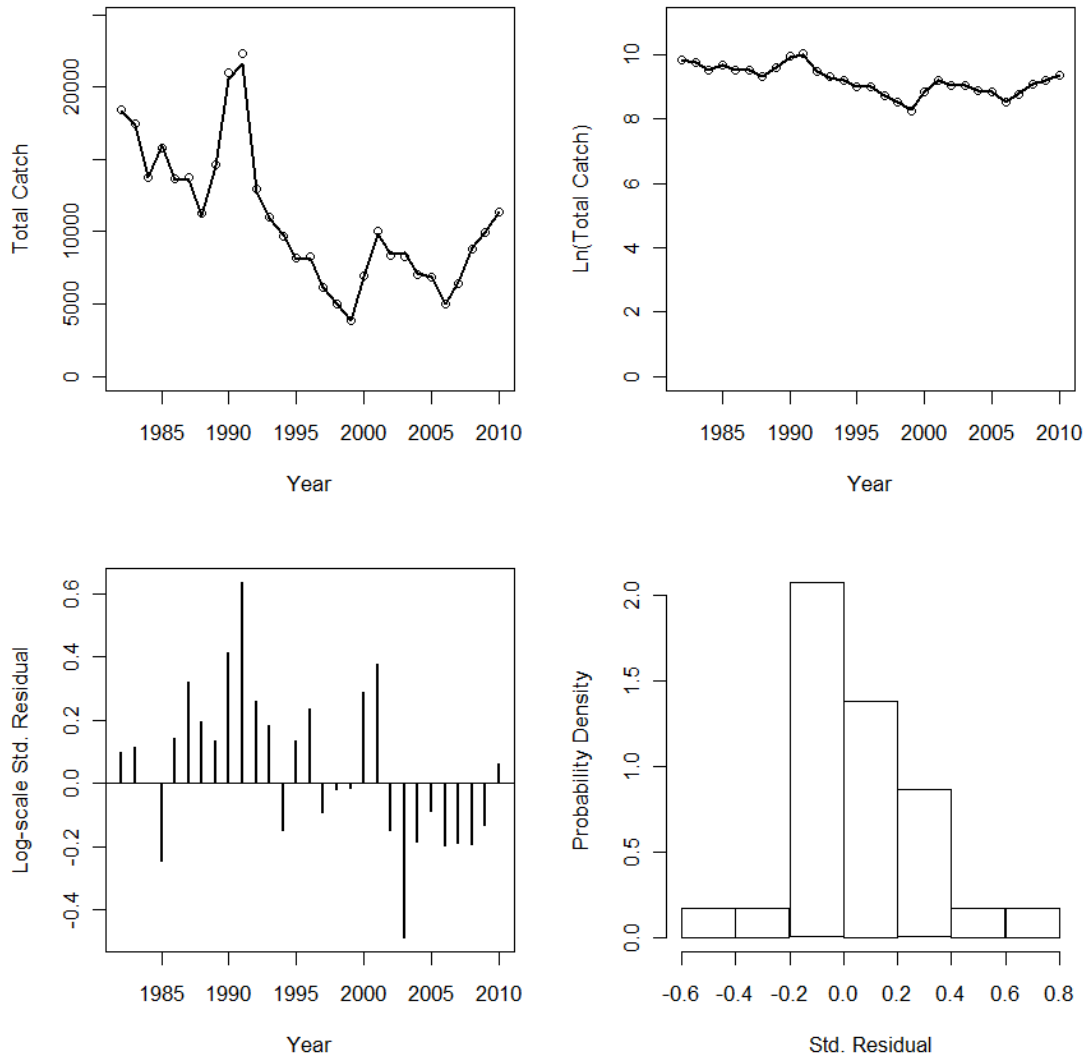 Total Catch
0
5000
10000
20000
1985 1990 1995 2000 2005 2010
Year
Ln(Total Catch)
0
2
4
6
8
10
1985 1990 1995 2000 2005 2010
Year
Log-scale Std. Residual
-0.4
-0.2
0.0
0.2
0.4
0.6
1985 1990 1995 2000 2005 2010
Year
Probability Density
0.0
0.5
1.0
1.5
2.0
-0.6 -0.4 -0.2 0.0 0.2 0.4 0.6 0.8
Std. Residual